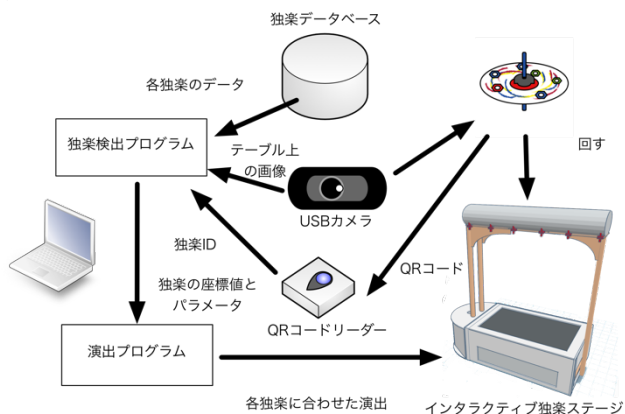 独楽データベース
各独楽のデータ
独楽検出プログラム
テーブル上
の画像
回す
USBカメラ
独楽ID
QRコード
独楽の座標値と
パラメータ
QRコードリーダー
演出プログラム
各独楽に合わせた演出
インタラクティブ独楽ステージ